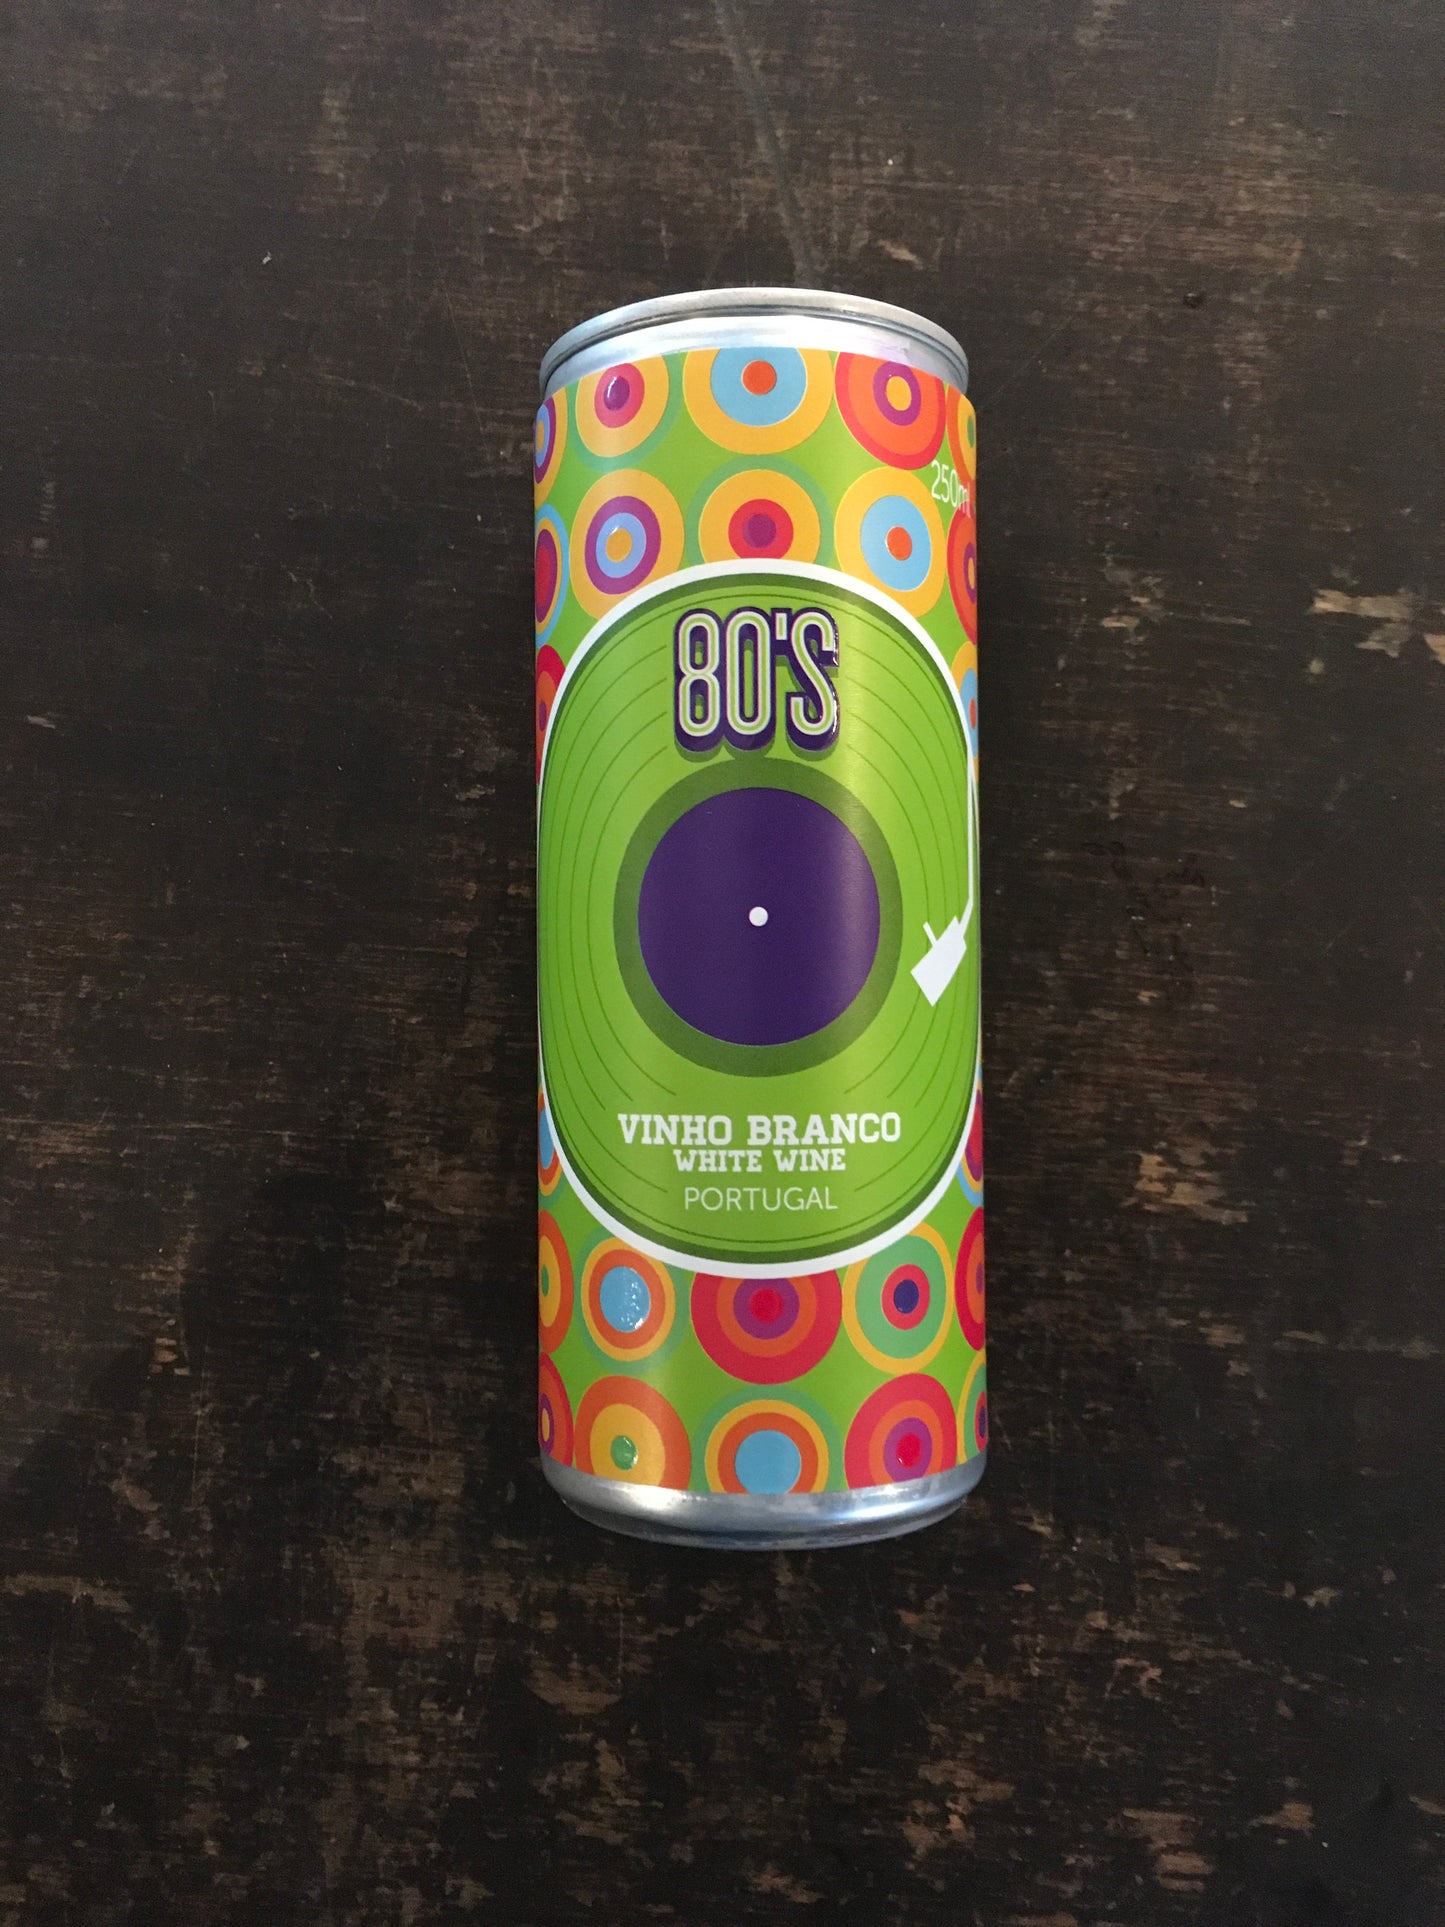 250ml
80'S
VINHO BRANCO
WHITE WINE
PORTUGAL